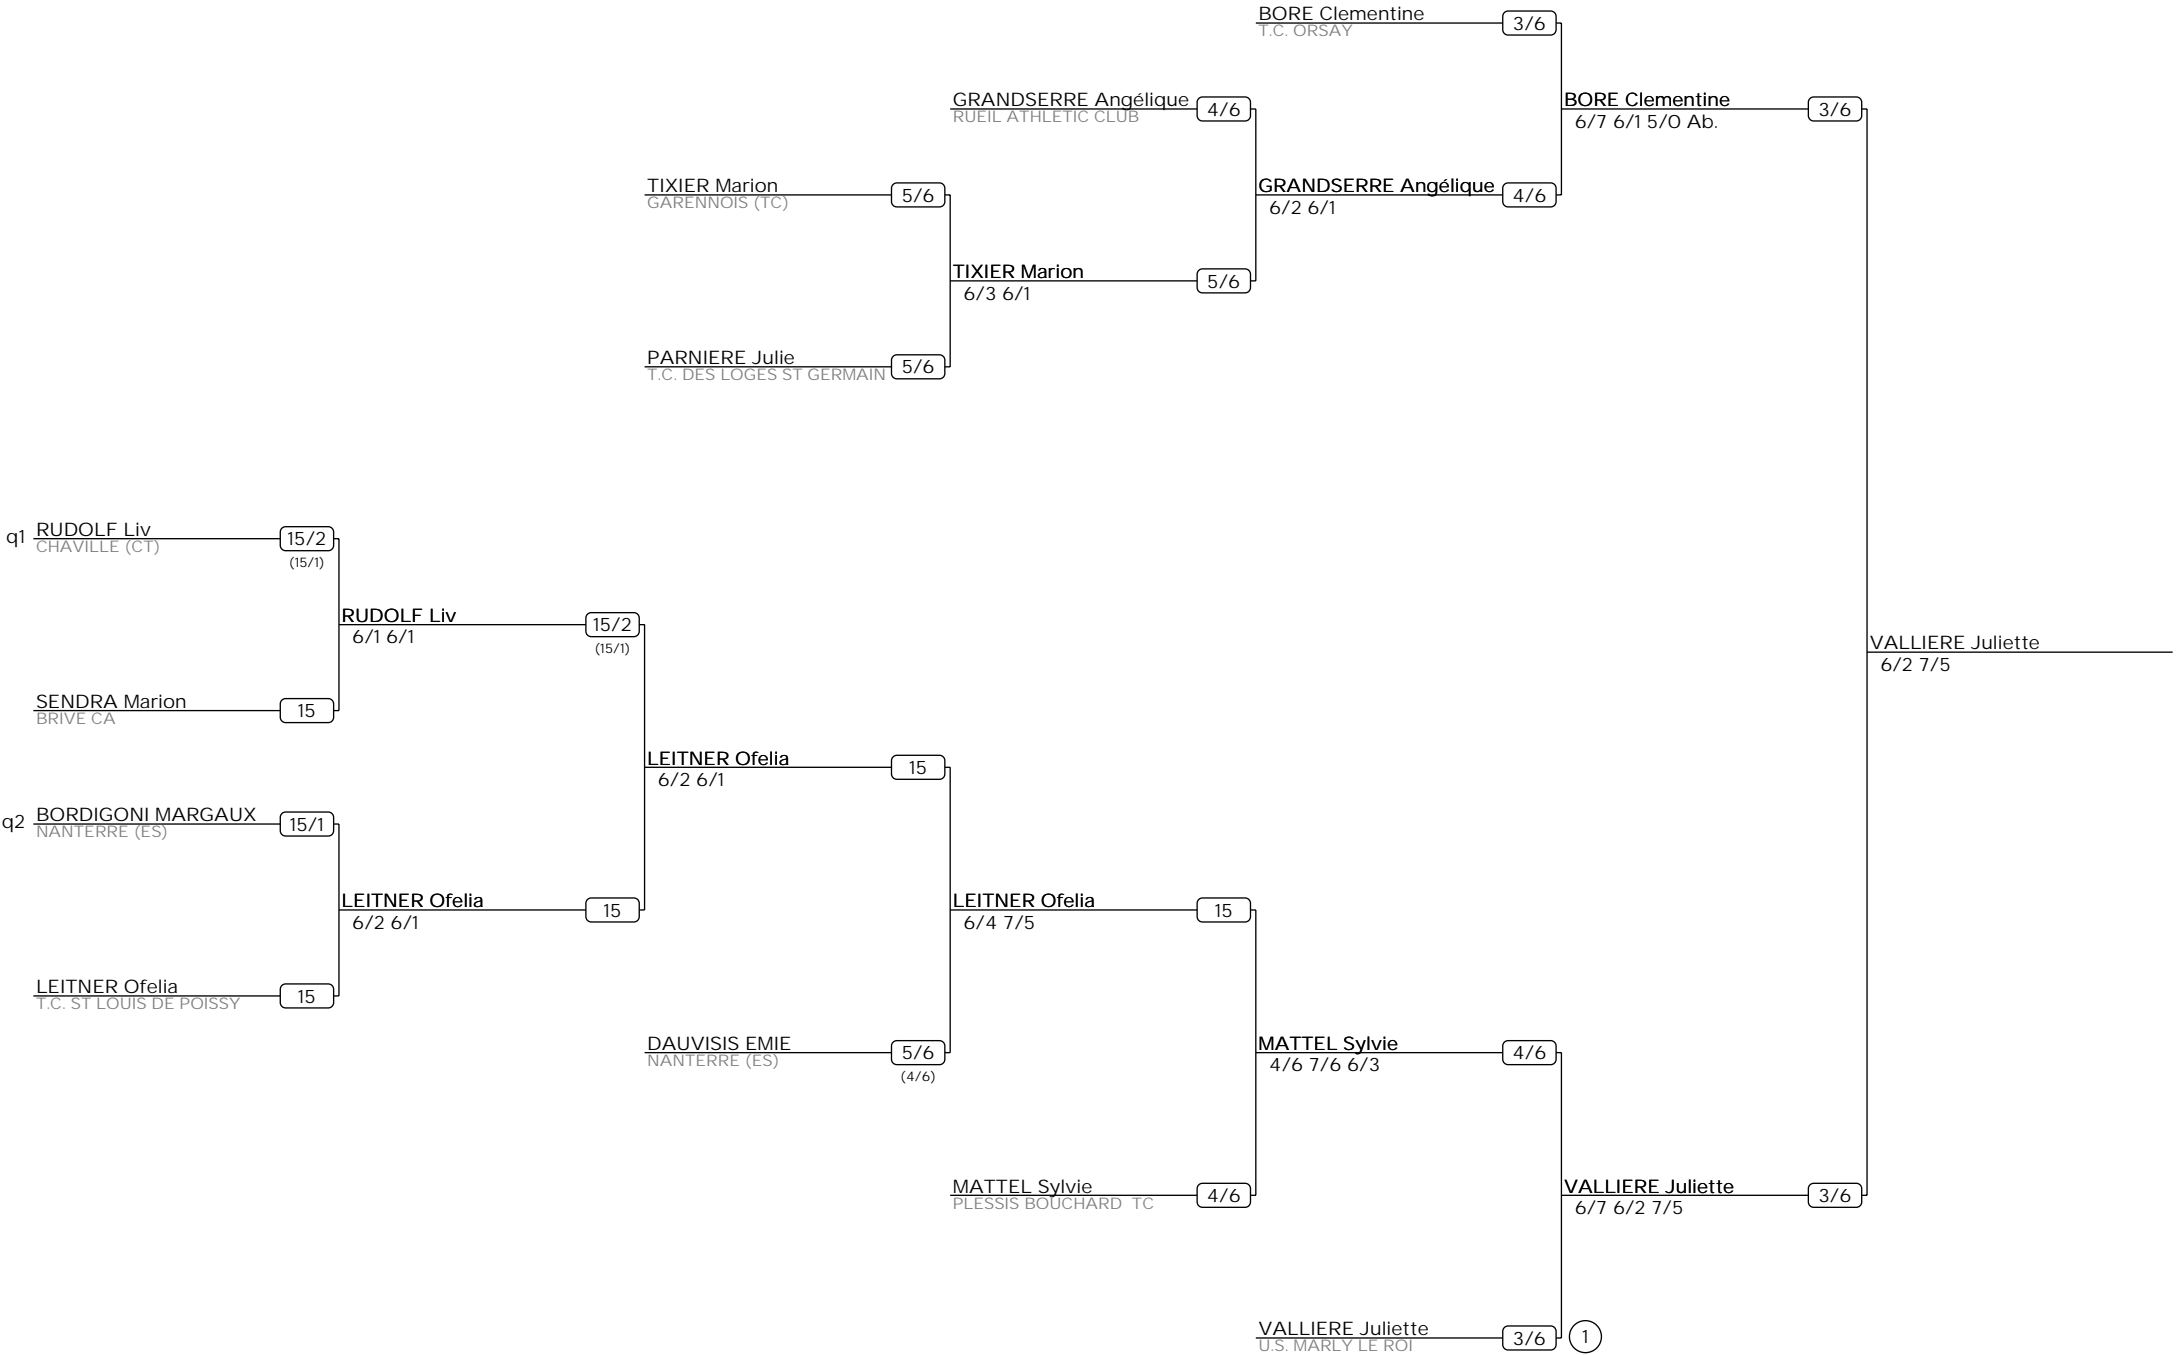 BORE Clementine
3/6
T.C. ORSAY
GRANDSERRE Angélique
4/6
RUEIL ATHLETIC CLUB
BORE Clementine
3/6
6/7 6/1 5/0 Ab.
TIXIER Marion
5/6
GARENNOIS (TC)
GRANDSERRE Angélique
4/6
6/2 6/1
TIXIER Marion
5/6
6/3 6/1
PARNIERE Julie
5/6
T.C. DES LOGES ST GERMAIN
q1 RUDOLF Liv
15/2
CHAVILLE (CT)
(15/1)
RUDOLF Liv
15/2
6/1 6/1
(15/1)
VALLIERE Juliette
6/2 7/5
SENDRA Marion
15
BRIVE CA
LEITNER Ofelia
15
6/2 6/1
q2 BORDIGONI MARGAUX
15/1
NANTERRE (ES)
LEITNER Ofelia
15
6/2 6/1
LEITNER Ofelia
15
6/4 7/5
LEITNER Ofelia
15
T.C. ST LOUIS DE POISSY
DAUVISIS EMIE
5/6
NANTERRE (ES)
(4/6)
MATTEL Sylvie
4/6
4/6 7/6 6/3
MATTEL Sylvie
4/6
PLESSIS BOUCHARD  TC
VALLIERE Juliette
3/6
6/7 6/2 7/5
VALLIERE Juliette
3/6
1
U.S. MARLY LE ROI